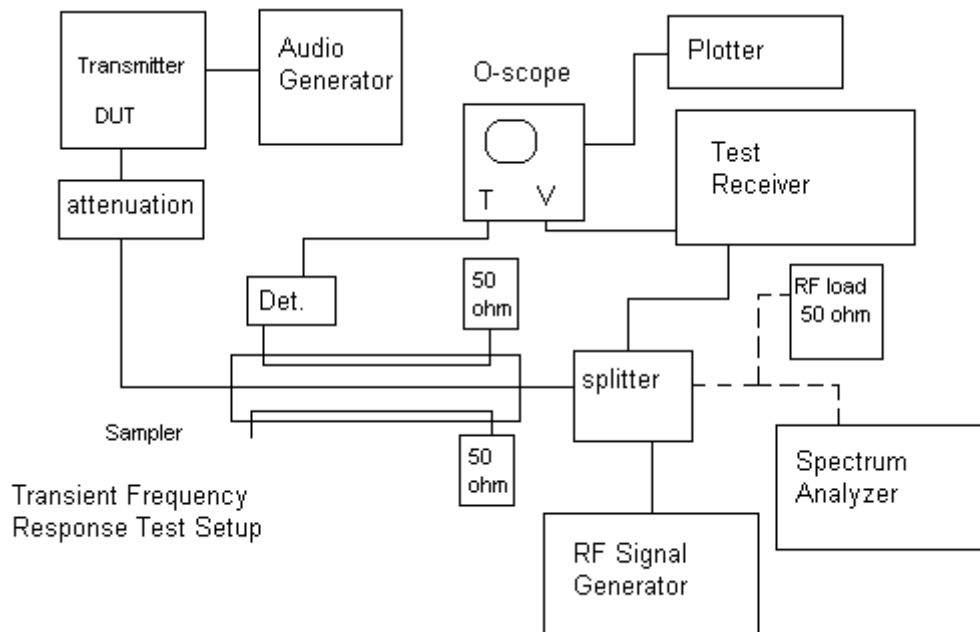 Transmitter
DUT
Audio
Generator
O-scope
Plotter
T V
Test
Receiver
attenuation
Det.
50
ohm
RF load
50 ohm
splitter
Sampler
50
ohm
Spectrum
Analyzer
Transient Frequency
Response Test Setup
RF Signal
Generator